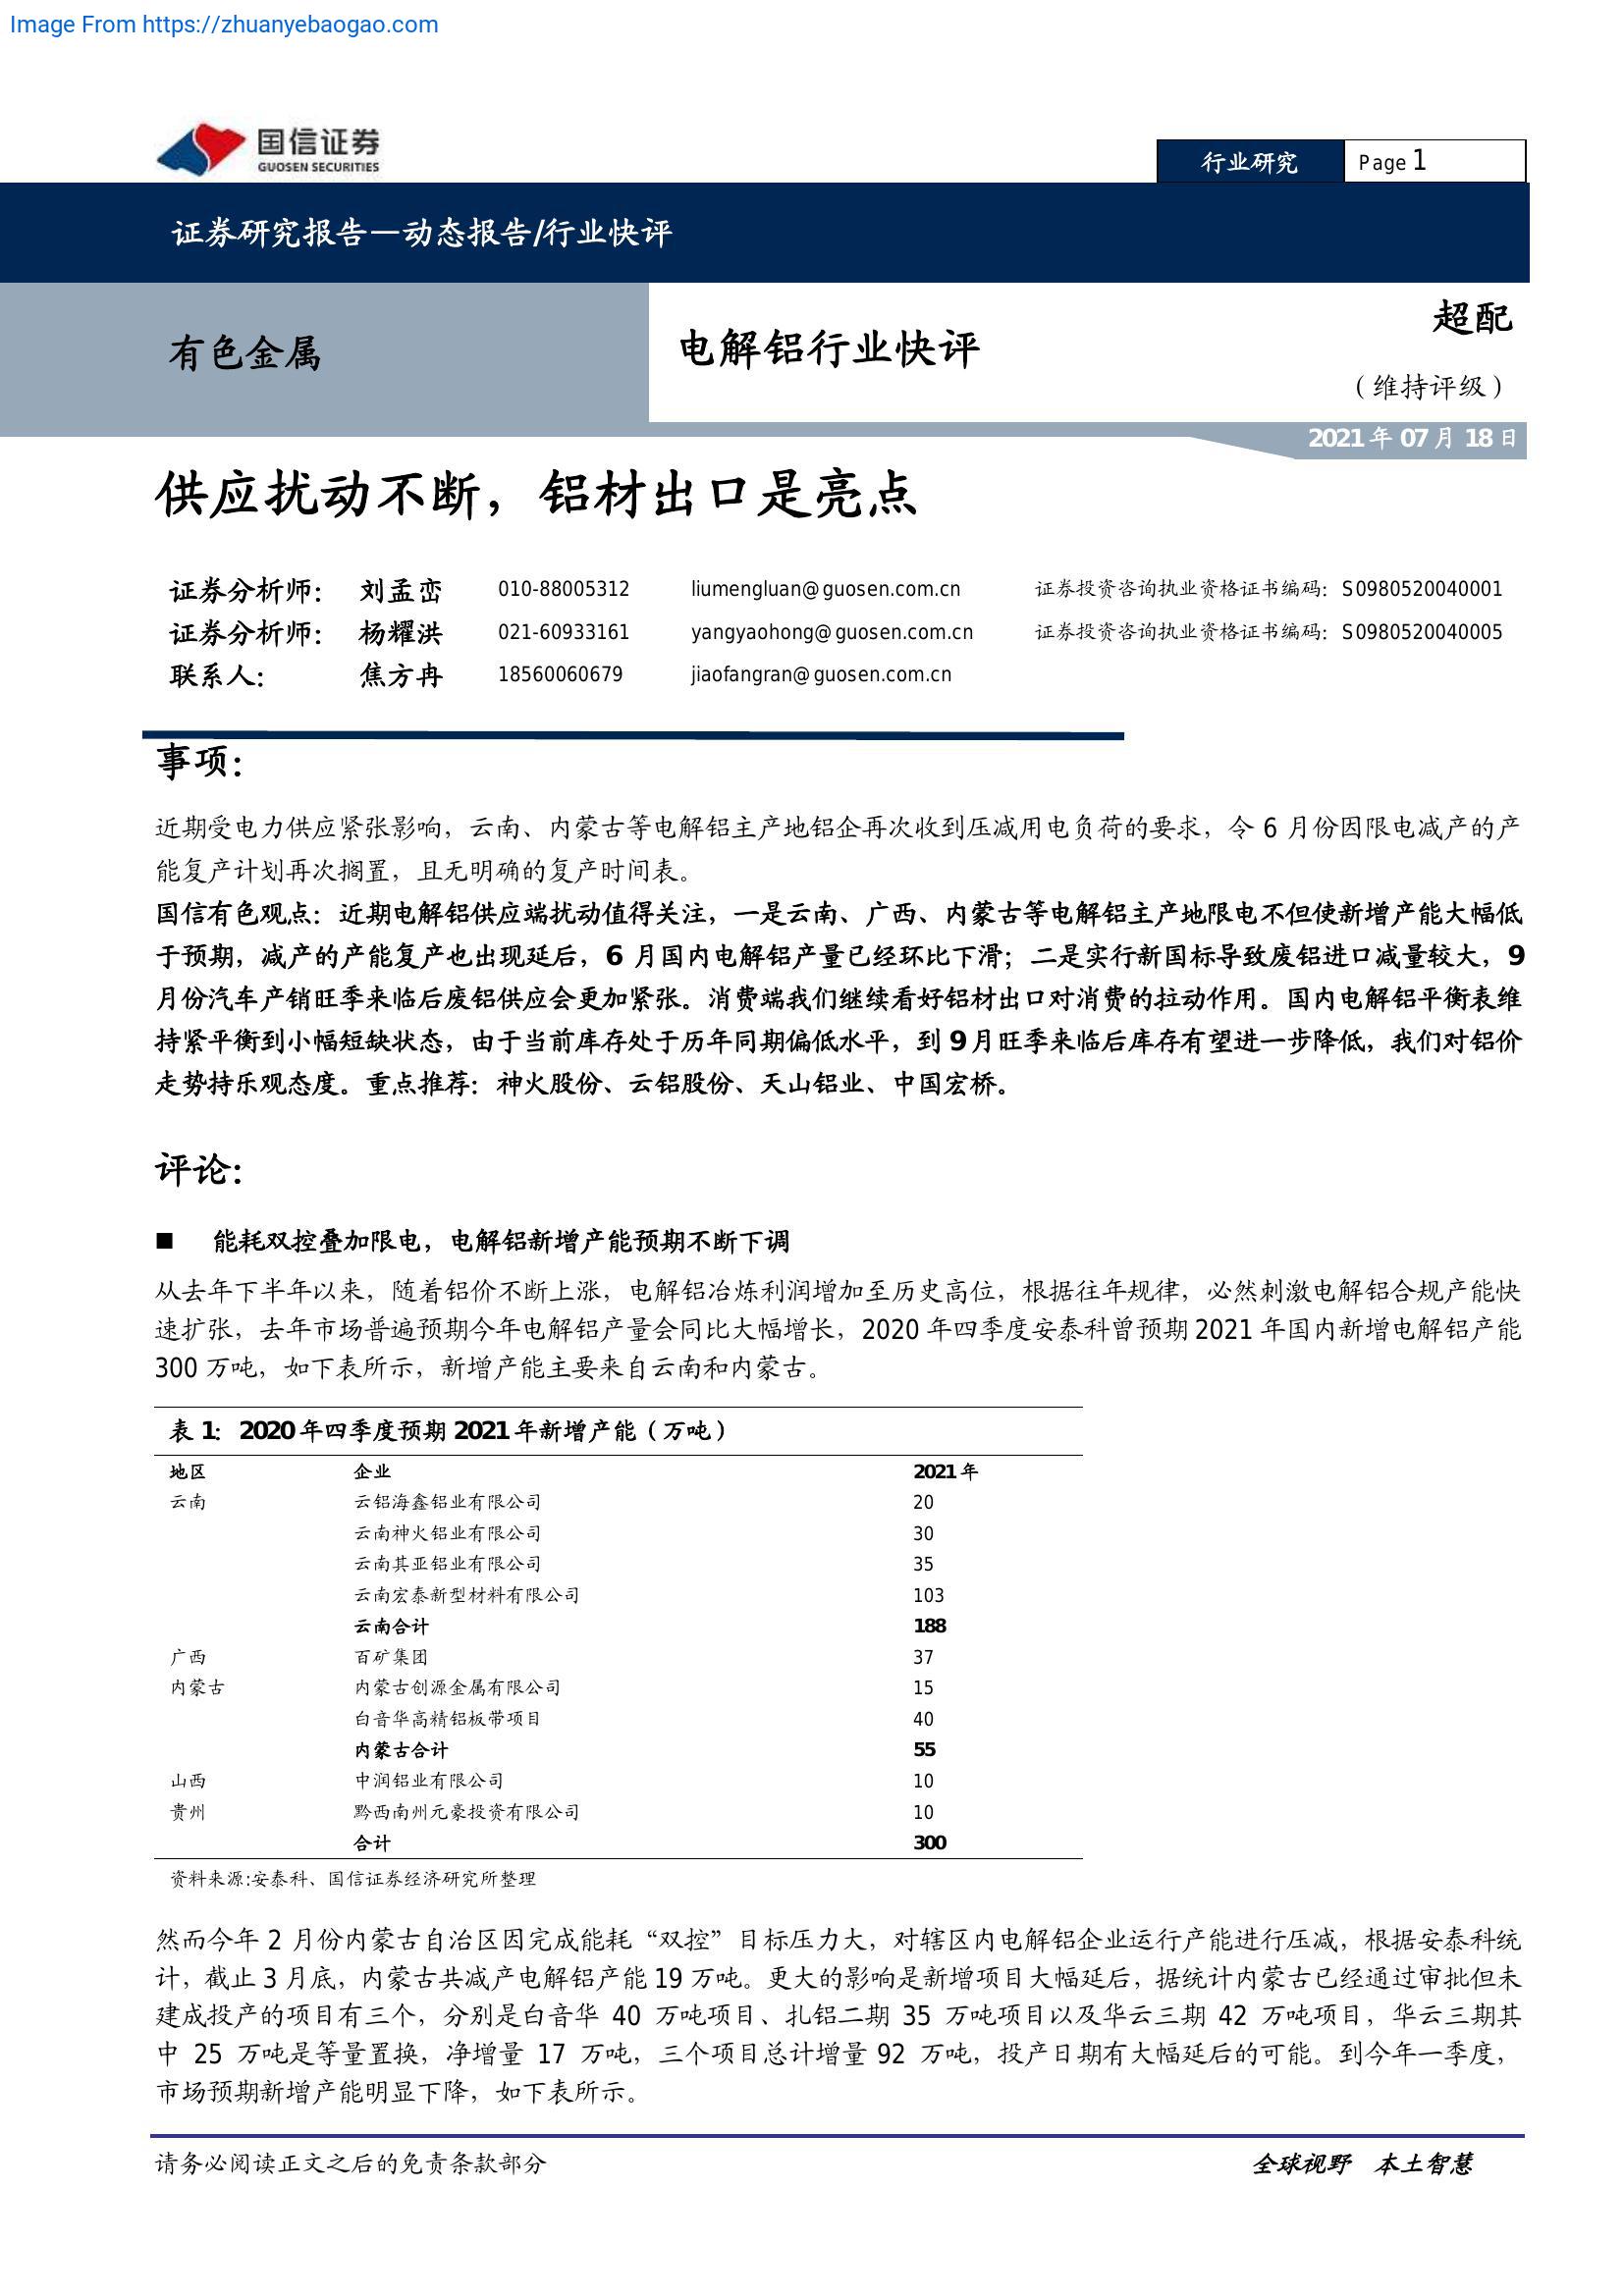 Image From https://zhuanyebaogao.com
国信证券
GUOSEN SECURITIES
行业研究
Page 1
证券研究报告—动态报告/行业快评
有色金属
电解铝行业快评
超配
（维持评级）
2021 年 07 月 18 日
供应扰动不断，铝材出口是亮点
证券分析师： 刘孟峦 010-88005312 liumengluan@guosen.com.cn 证券投资咨询执业资格证书编码：S0980520040001
证券分析师： 杨耀洪 021-60933161 yangyaohong@guosen.com.cn 证券投资咨询执业资格证书编码：S0980520040005
联系人： 焦方冉 18560060679 jiaofangran@guosen.com.cn
事项：
近期受电力供应紧张影响，云南、内蒙古等电解铝主产地铝企再次收到压减用电负荷的要求，令 6 月份因限电减产的产
能复产计划再次搁置，且无明确的复产时间表。
国信有色观点：近期电解铝供应端扰动值得关注，一是云南、广西、内蒙古等电解铝主产地限电不但使新增产能大幅低
于预期，减产的产能复产也出现延后，6 月国内电解铝产量已经环比下滑；二是实行新国标导致废铝进口减量较大，9
月份汽车产销旺季来临后废铝供应会更加紧张。消费端我们继续看好铝材出口对消费的拉动作用。国内电解铝平衡表维
持紧平衡到小幅短缺状态，由于当前库存处于历年同期偏低水平，到 9 月旺季来临后库存有望进一步降低，我们对铝价
走势持乐观态度。重点推荐：神火股份、云铝股份、天山铝业、中国宏桥。
评论：
■ 能耗双控叠加限电，电解铝新增产能预期不断下调
从去年下半年以来，随着铝价不断上涨，电解铝冶炼利润增加至历史高位，根据往年规律，必然刺激电解铝合规产能快
速扩张，去年市场普遍预期今年电解铝产量会同比大幅增长，2020 年四季度安泰科曾预期 2021 年国内新增电解铝产能
300 万吨，如下表所示，新增产能主要来自云南和内蒙古。
表 1：2020 年四季度预期 2021 年新增产能（万吨）
地区 企业 2021 年
云南 云铝海鑫铝业有限公司 20
云南神火铝业有限公司 30
云南其亚铝业有限公司 35
云南宏泰新型材料有限公司 103
云南合计 188
广西 百矿集团 37
内蒙古 内蒙古创源金属有限公司 15
白音华高精铝板带项目 40
内蒙古合计 55
山西 中润铝业有限公司 10
贵州 黔西南州元豪投资有限公司 10
合计 300
资料来源:安泰科、国信证券经济研究所整理
然而今年 2 月份内蒙古自治区因完成能耗“双控”目标压力大，对辖区内电解铝企业运行产能进行压减，根据安泰科统
计，截止 3 月底，内蒙古共减产电解铝产能 19 万吨。更大的影响是新增项目大幅延后，据统计内蒙古已经通过审批但未
建成投产的项目有三个，分别是白音华 40 万吨项目、扎铝二期 35 万吨项目以及华云三期 42 万吨项目，华云三期其
中 25 万吨是等量置换，净增量 17 万吨，三个项目总计增量 92 万吨，投产日期有大幅延后的可能。到今年一季度，
市场预期新增产能明显下降，如下表所示。
请务必阅读正文之后的免责条款部分
全球视野 本土智慧